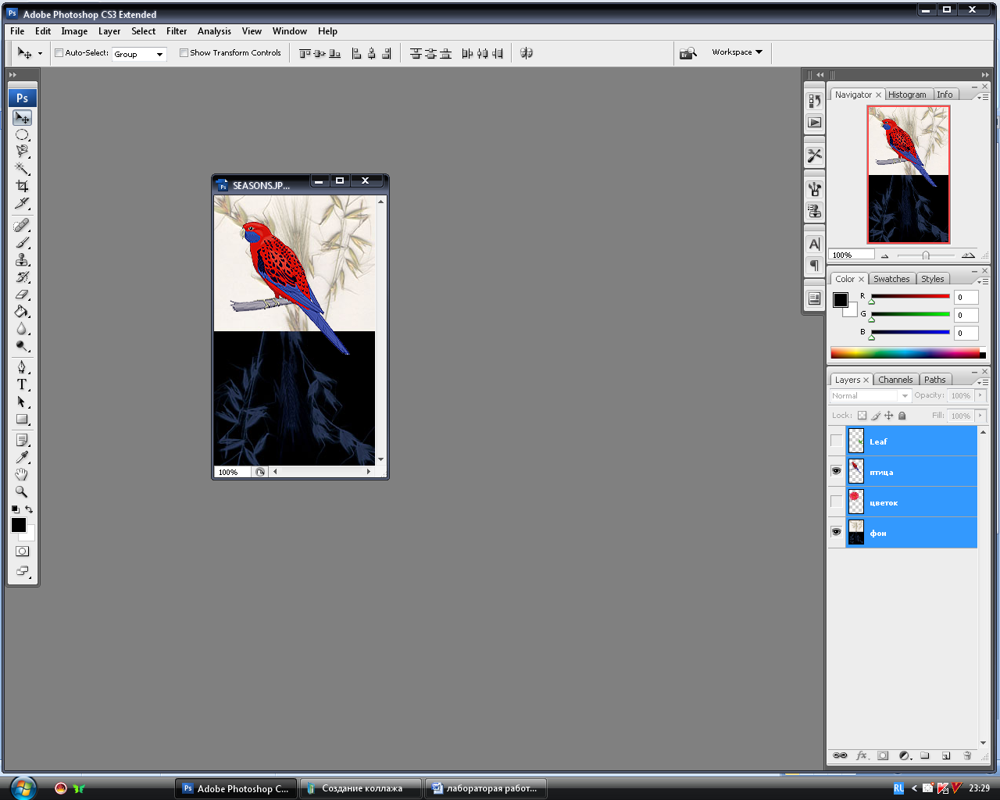 Ps Adobe Photoshop CS3 Extended
File Edit Image Layer Select Filter Analysis View Window Help
Auto-Select: Group Show Transform Controls Br Workspace
Ps
Navigator Histogram Info
SEASONS.JP...
100%
Color Swatches Styles
R 0
G 0
B 0
Layers Channels Paths
Normal Opacity: 100%
Lock: Fill: 100%
Leaf
птица
цветок
фон
100%
Adobe Photoshop C... Создание коллажа лабораторая работ... RL 23:29